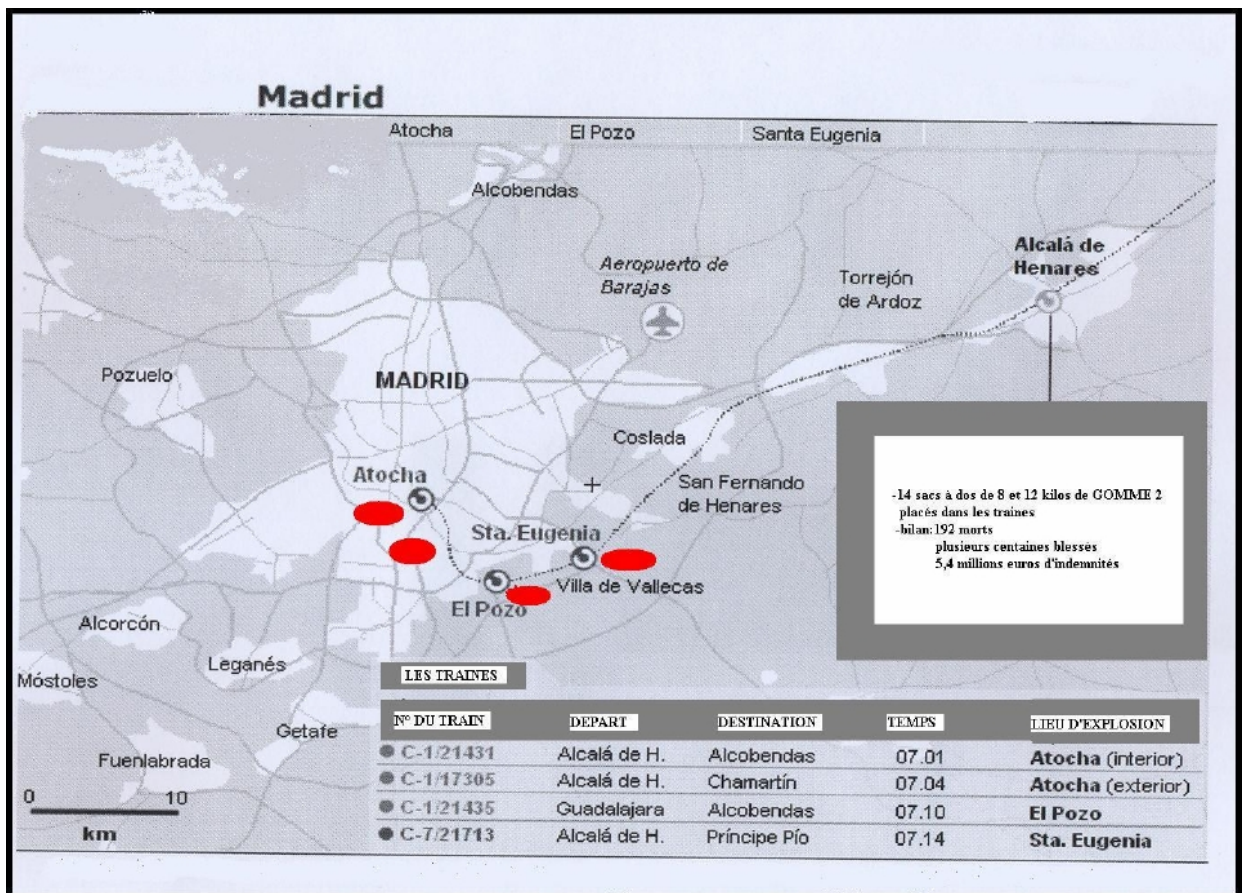 Madrid
Atocha El Pozo Santa Eugenia
Alcobendas
Alcalá de
Henares
Aeropuerto de
Barajas
Torrejón
de Ardoz
Pozuelo
MADRID
Coslada
Atocha
San Fernando
de Henares
-14 sacs à dos de 8 et 12 kilos de GOMME 2
placés dans les traines
-bilan:192 morts
plusieurs centaines blessés
5,4 millions euros d'indemnités
Sta. Eugenia
Villa de Vallecas
El Pozo
Alcorcón
Leganés
Móstoles
Getafe
Fuenlabrada
0 10
km
LES TRAINES
N° DU TRAIN DEPART DESTINATION TEMPS LIEU D'EXPLOSION
C-1/21431 Alcalá de H. Alcobendas 07.01 Atocha (interior)
C-1/17305 Alcalá de H. Chamartín 07.04 Atocha (exterior)
C-1/21435 Guadalajara Alcobendas 07.10 El Pozo
C-7/21713 Alcalá de H. Príncipe Pío 07.14 Sta. Eugenia